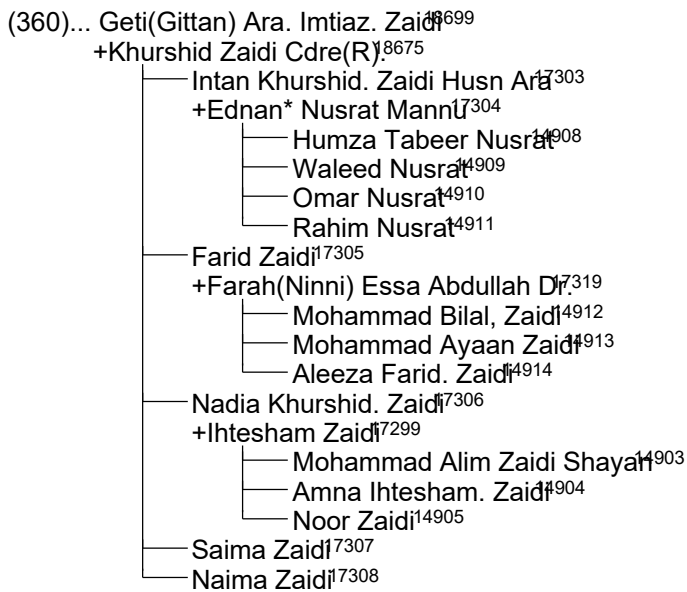 (360)... Geti(Gittan) Ara. Imtiaz. Zaidi18699
+Khurshid Zaidi Cdre(R).18675
Intan Khurshid. Zaidi Husn Ara17303
+Ednan* Nusrat Mannu17304
Humza Tabeer Nusrat14908
Waleed Nusrat14909
Omar Nusrat14910
Rahim Nusrat14911
Farid Zaidi17305
+Farah(Ninni) Essa Abdullah Dr.17319
Mohammad Bilal, Zaidi14912
Mohammad Ayaan Zaidi14913
Aleeza Farid. Zaidi14914
Nadia Khurshid. Zaidi17306
+Ihtesham Zaidi17299
Mohammad Alim Zaidi Shayan14903
Amna Ihtesham. Zaidi14904
Noor Zaidi14905
Saima Zaidi17307
Naima Zaidi17308